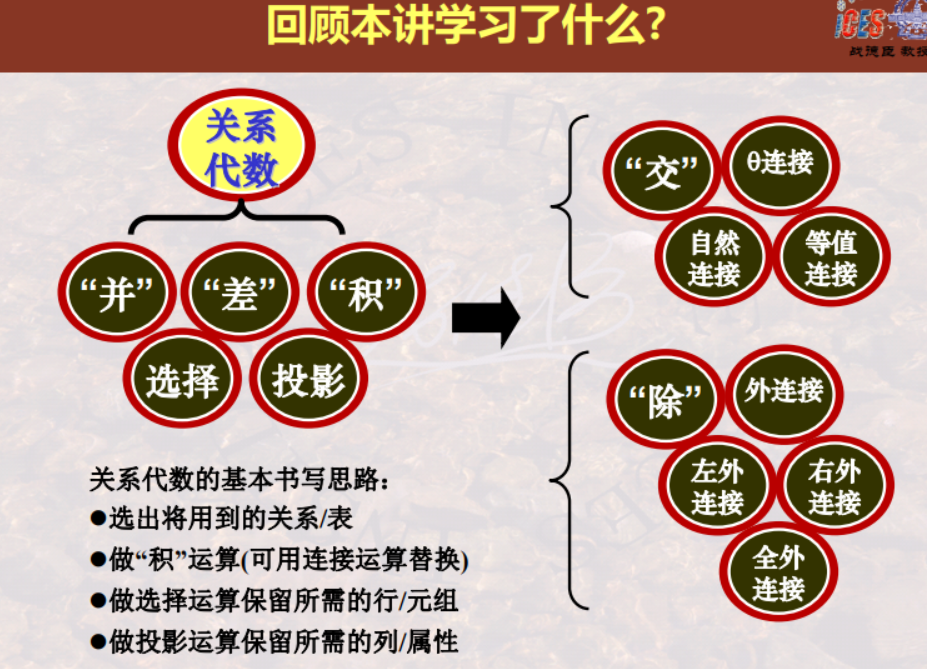 回顾本讲学习了什么?
ICES
战德臣 教授
关系
代数
“并”
“差”
“积”
选择
投影
“交”
θ连接
自然
连接
等值
连接
“除”
外连接
左外
连接
右外
连接
全外
连接
关系代数的基本书写思路:
●选出将用到的关系/表
●做“积”运算(可用连接运算替换)
●做选择运算保留所需的行/元组
●做投影运算保留所需的列/属性